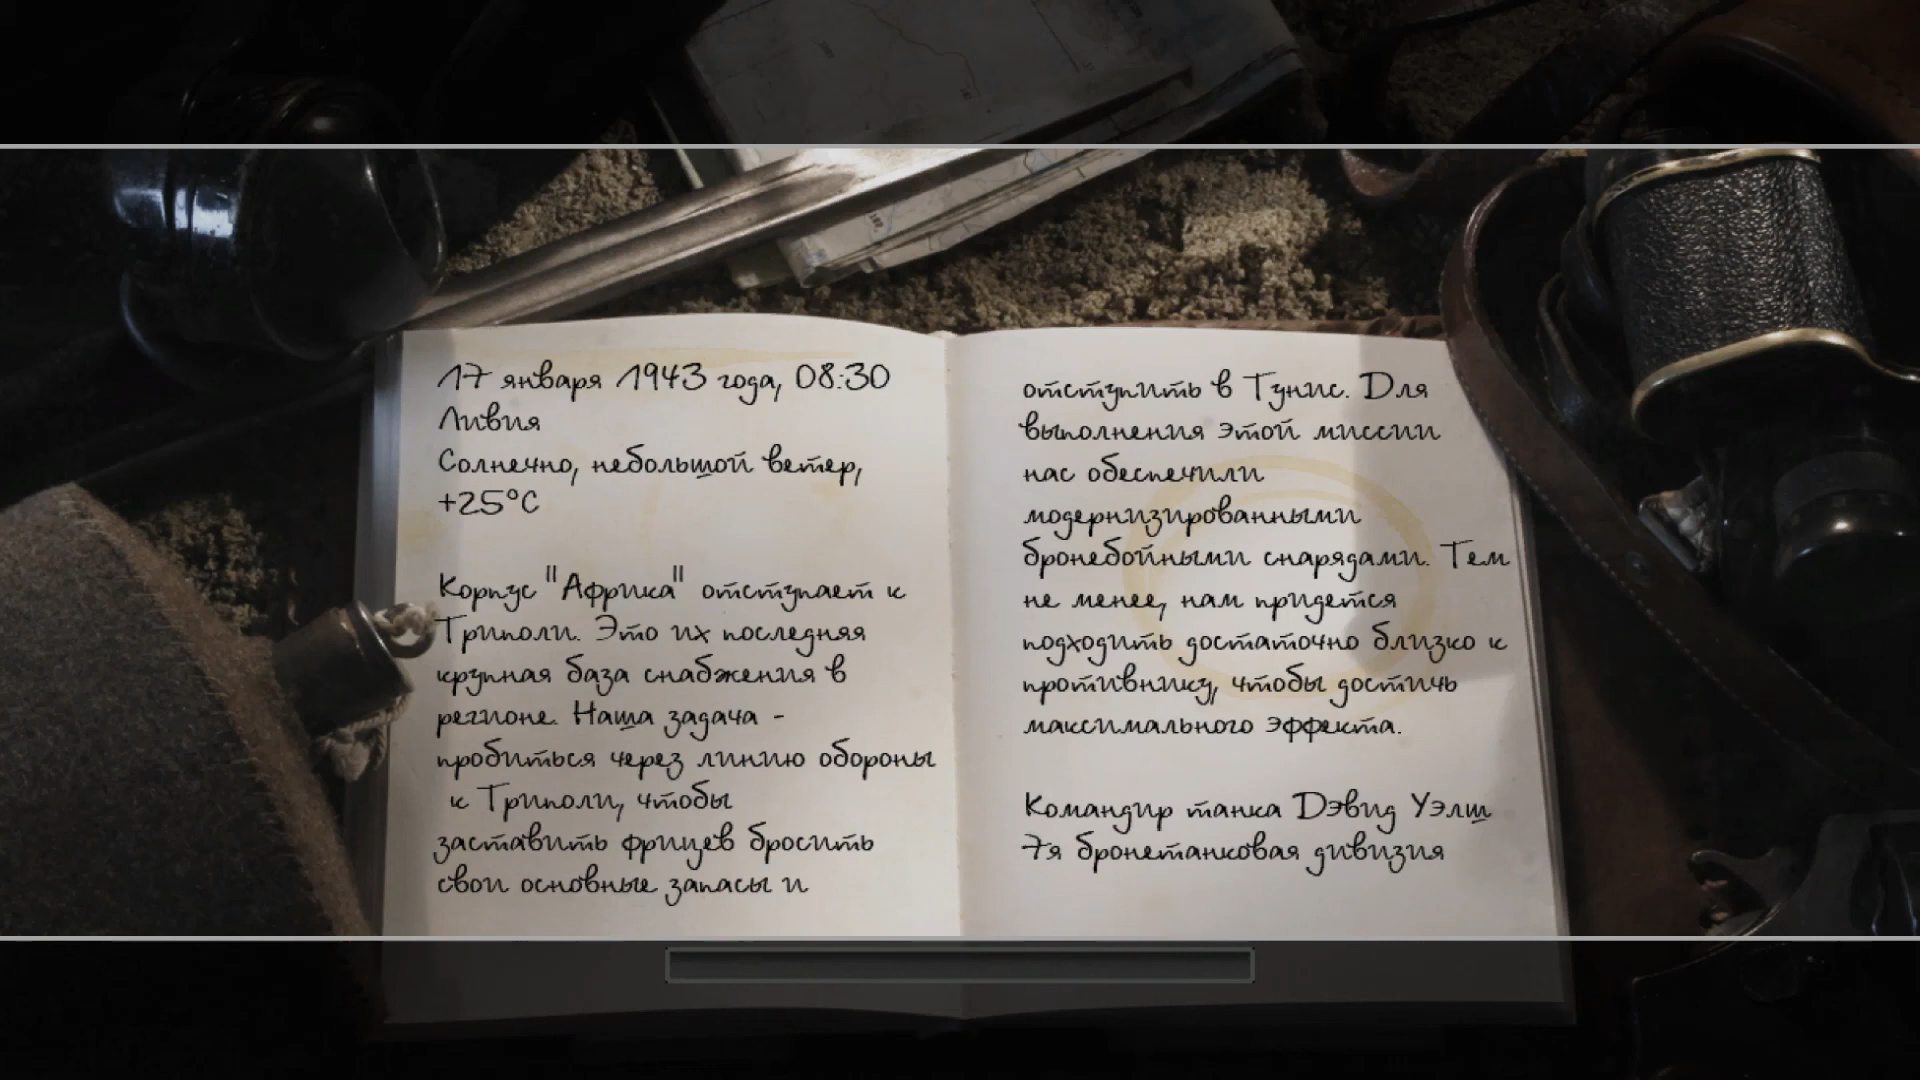 17 января 1943 года, 08:30
Ливия
Солнечно, небольшой ветер,
+25°C
Корпус "Африка" отступает к
Триполи. Это их последняя
крупная база снабжения в
регионе. Наша задача -
пробиться через линию обороны
к Триполи, чтобы
заставить фрицев бросить
свои основные запасы и
отступить в Тунис. Для
выполнения этой миссии
нас обеспечили
модернизированными
бронебойными снарядами. Тем
не менее, нам придется
подходить достаточно близко к
противнику, чтобы достичь
максимального эффекта.
Командир танка Дэвид Уэлш
7я бронетанковая дивизия